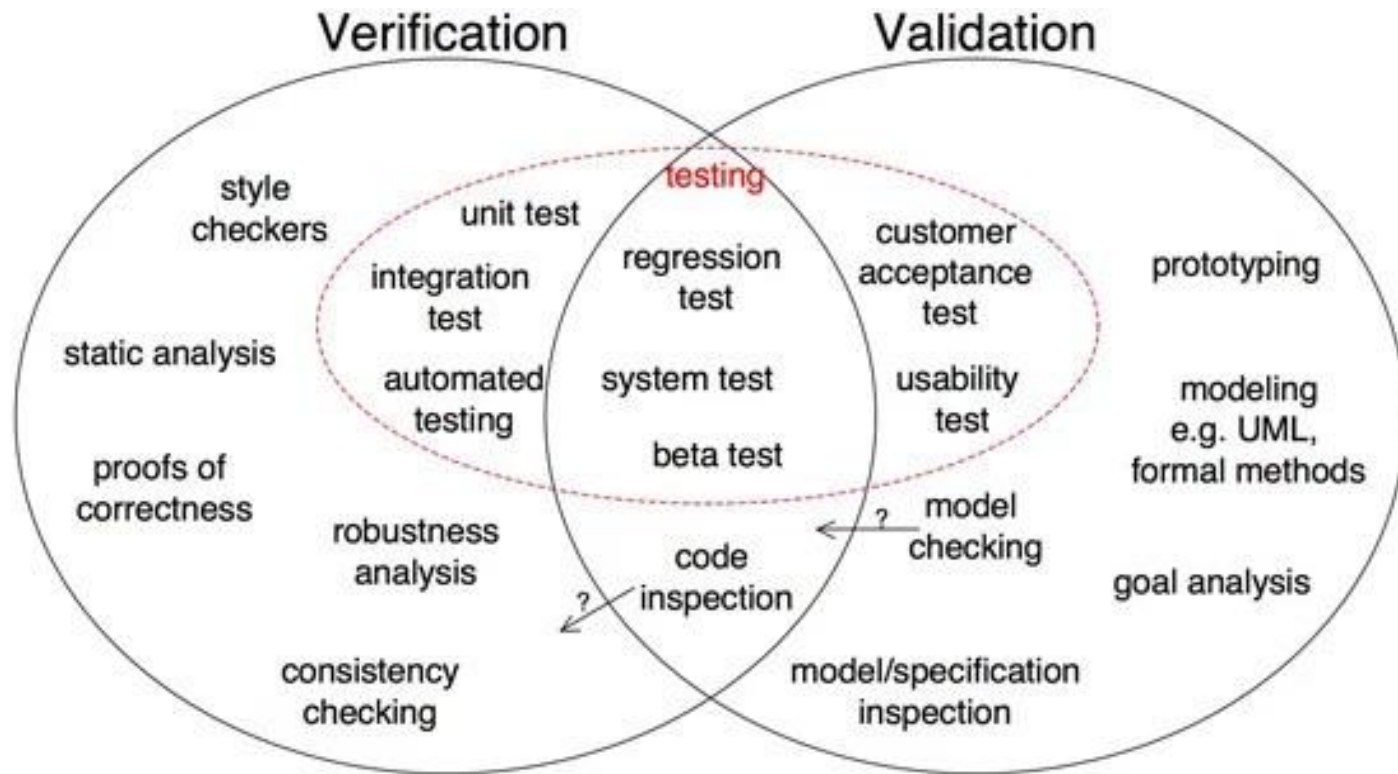 Verification
Validation
testing
style
checkers
unit test
integration
test
automated
testing
static analysis
proofs of
correctness
robustness
analysis
consistency
checking
regression
test
system test
beta test
code
inspection
?
customer
acceptance
test
usability
test
model
checking
?
prototyping
modeling
e.g. UML,
formal methods
goal analysis
model/specification
inspection